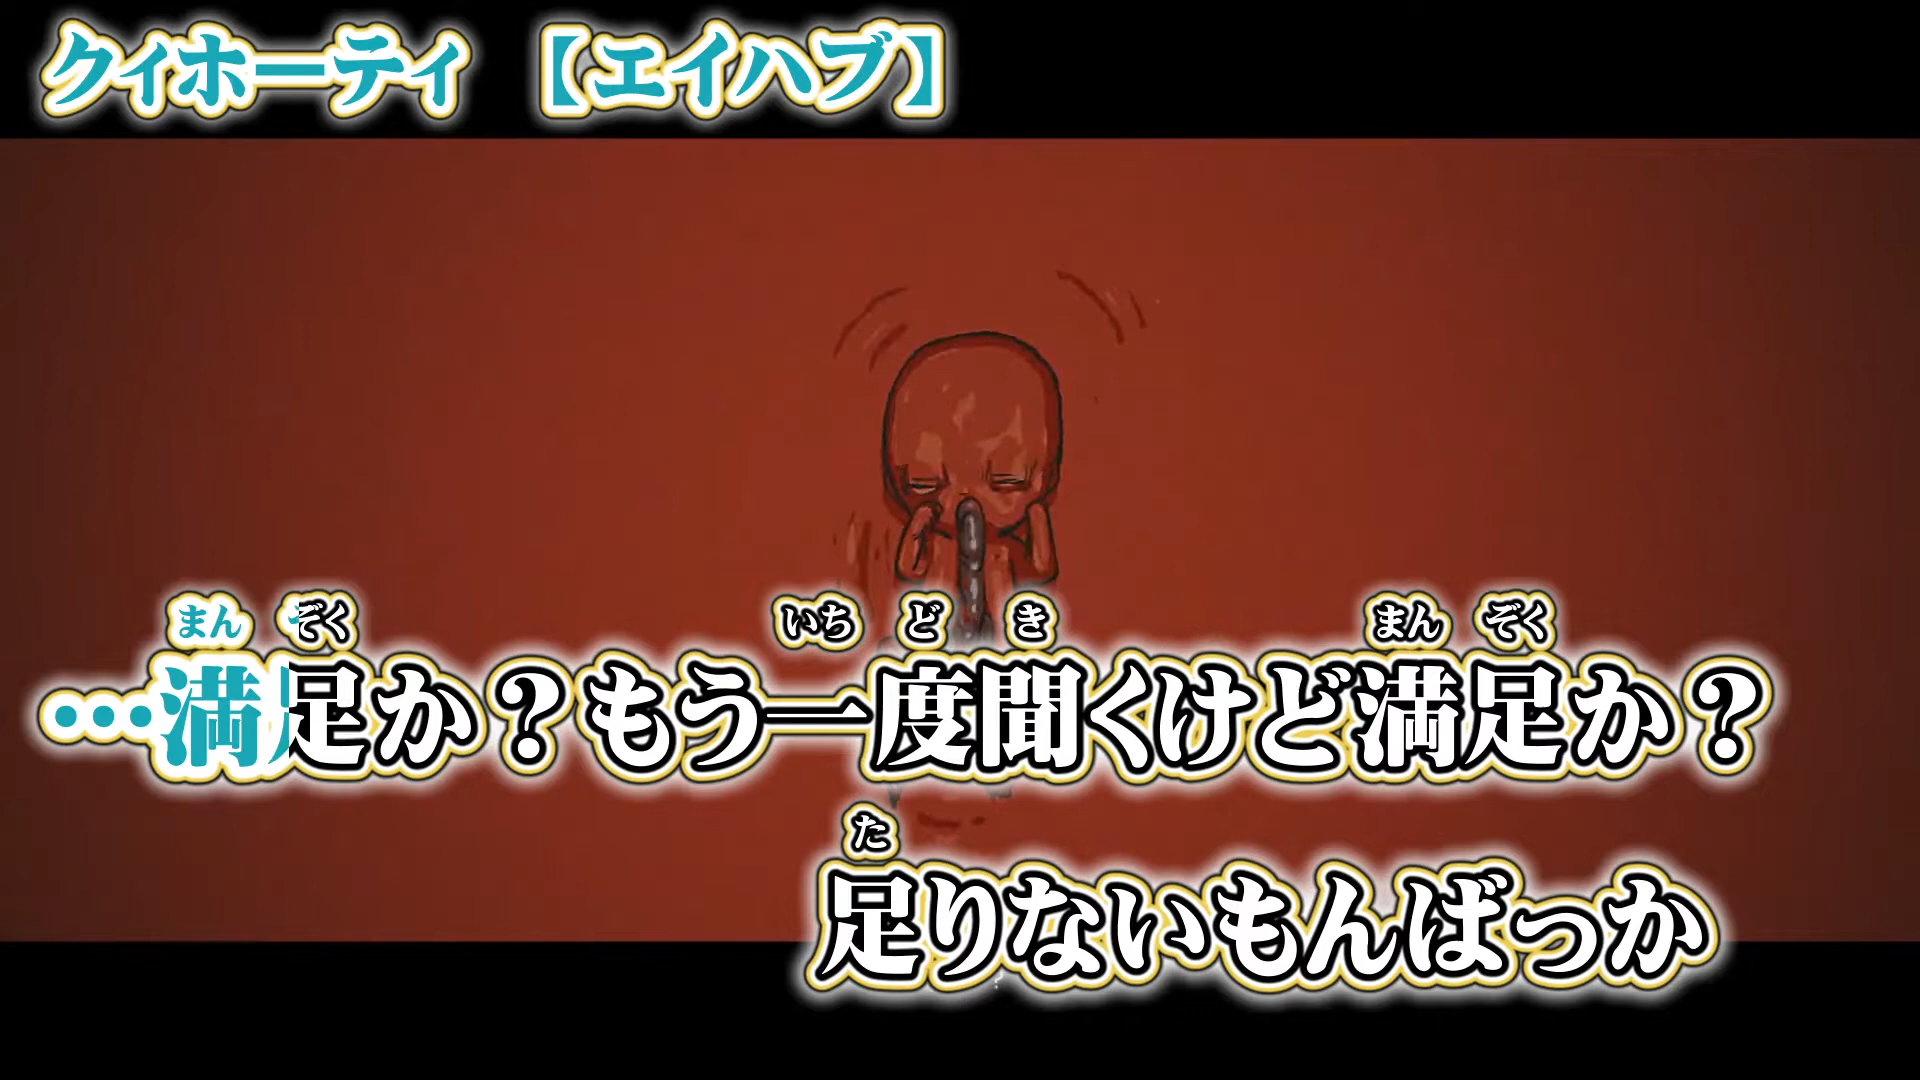 クィホーティ 【エイハブ】
まん ぞく いち ど き まん ぞく
…満足か？もう一度聞くけど満足か？
た
足りないもんばっか